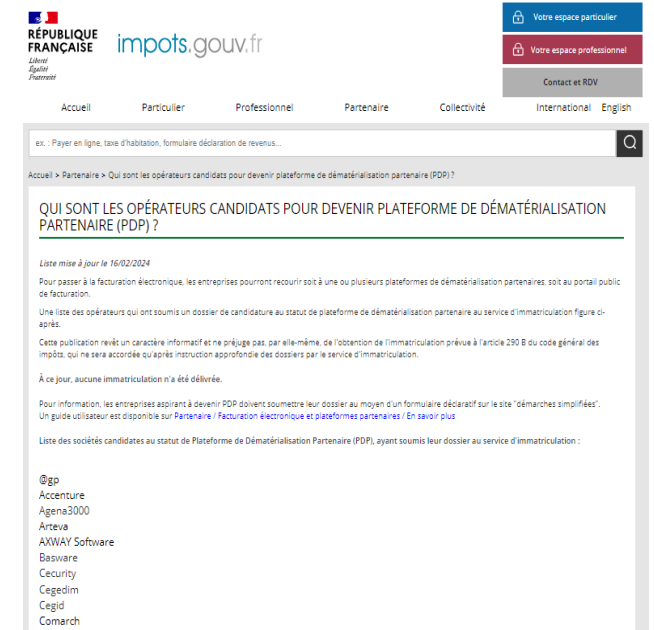 RÉPUBLIQUE
FRANÇAISE
Liberté
Égalité
Fraternité
impots.gouv.fr
Votre espace particulier
Votre espace professionnel
Contact et RDV
Accueil Particulier Professionnel Partenaire Collectivité International English
ex. : Payer en ligne, taxe d'habitation, formulaire déclaration de revenus...
Accueil > Partenaire > Qui sont les opérateurs candidats pour devenir plateforme de dématérialisation partenaire (PDP) ?
QUI SONT LES OPÉRATEURS CANDIDATS POUR DEVENIR PLATEFORME DE DÉMATÉRIALISATION
PARTENAIRE (PDP) ?
Liste mise à jour le 16/02/2024
Pour passer à la facturation électronique, les entreprises pourront recourir soit à une ou plusieurs plateformes de dématérialisation partenaires, soit au portail public
de facturation.
Une liste des opérateurs qui ont soumis un dossier de candidature au statut de plateforme de dématérialisation partenaire au service d'immatriculation figure ci-
après.
Cette publication revêt un caractère informatif et ne préjuge pas, par elle-même, de l'obtention de l'immatriculation prévue à l'article 290 B du code général des
impôts, qui ne sera accordée qu'après instruction approfondie des dossiers par le service d'immatriculation.
À ce jour, aucune immatriculation n'a été délivrée.
Pour information, les entreprises aspirant à devenir PDP doivent soumettre leur dossier au moyen d'un formulaire déclaratif sur le site "démarches simplifiées".
Un guide utilisateur est disponible sur Partenaire / Facturation électronique et plateformes partenaires / En savoir plus
Liste des sociétés candidates au statut de Plateforme de Dématérialisation Partenaire (PDP), ayant soumis leur dossier au service d'immatriculation :
@gp
Accenture
Agena3000
Arteva
AXWAY Software
Basware
Cecurity
Cegedim
Cegid
Comarch